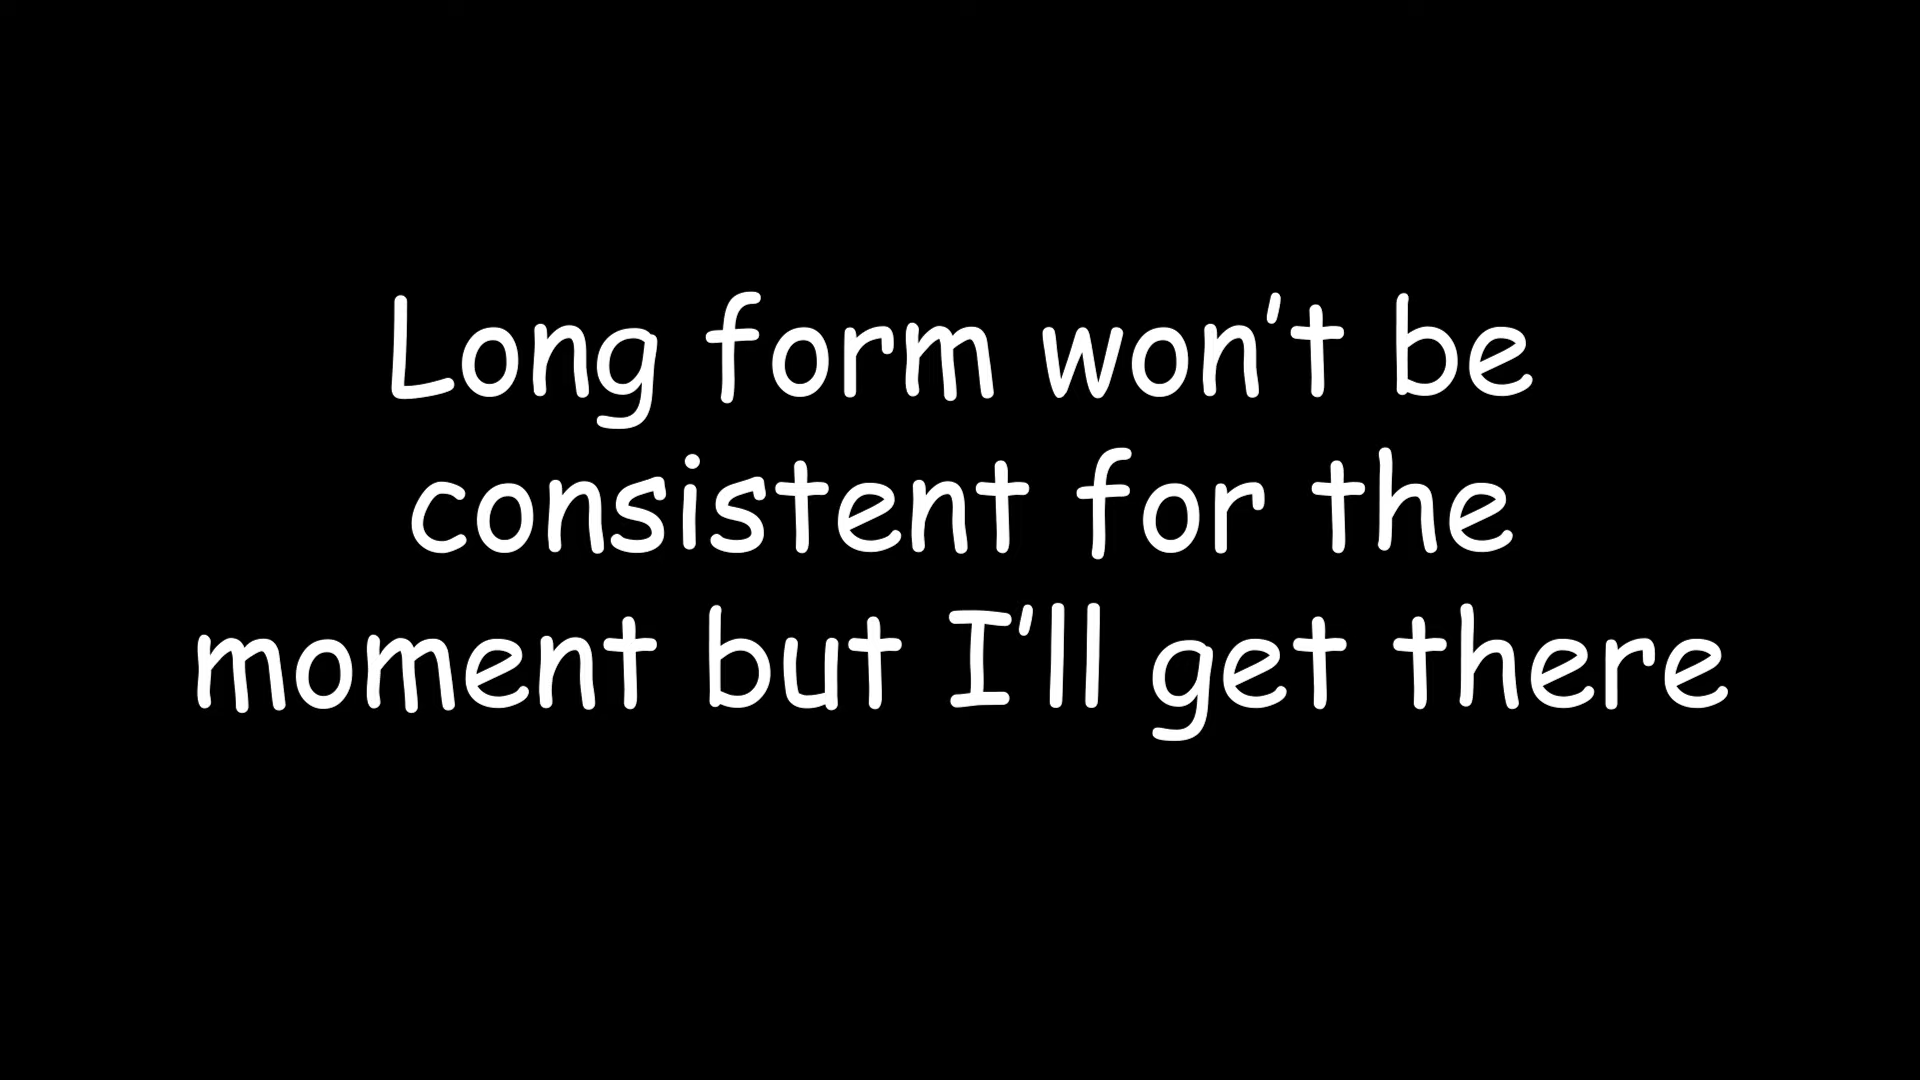 Long form won’t be
consistent for the
moment but I’ll get there